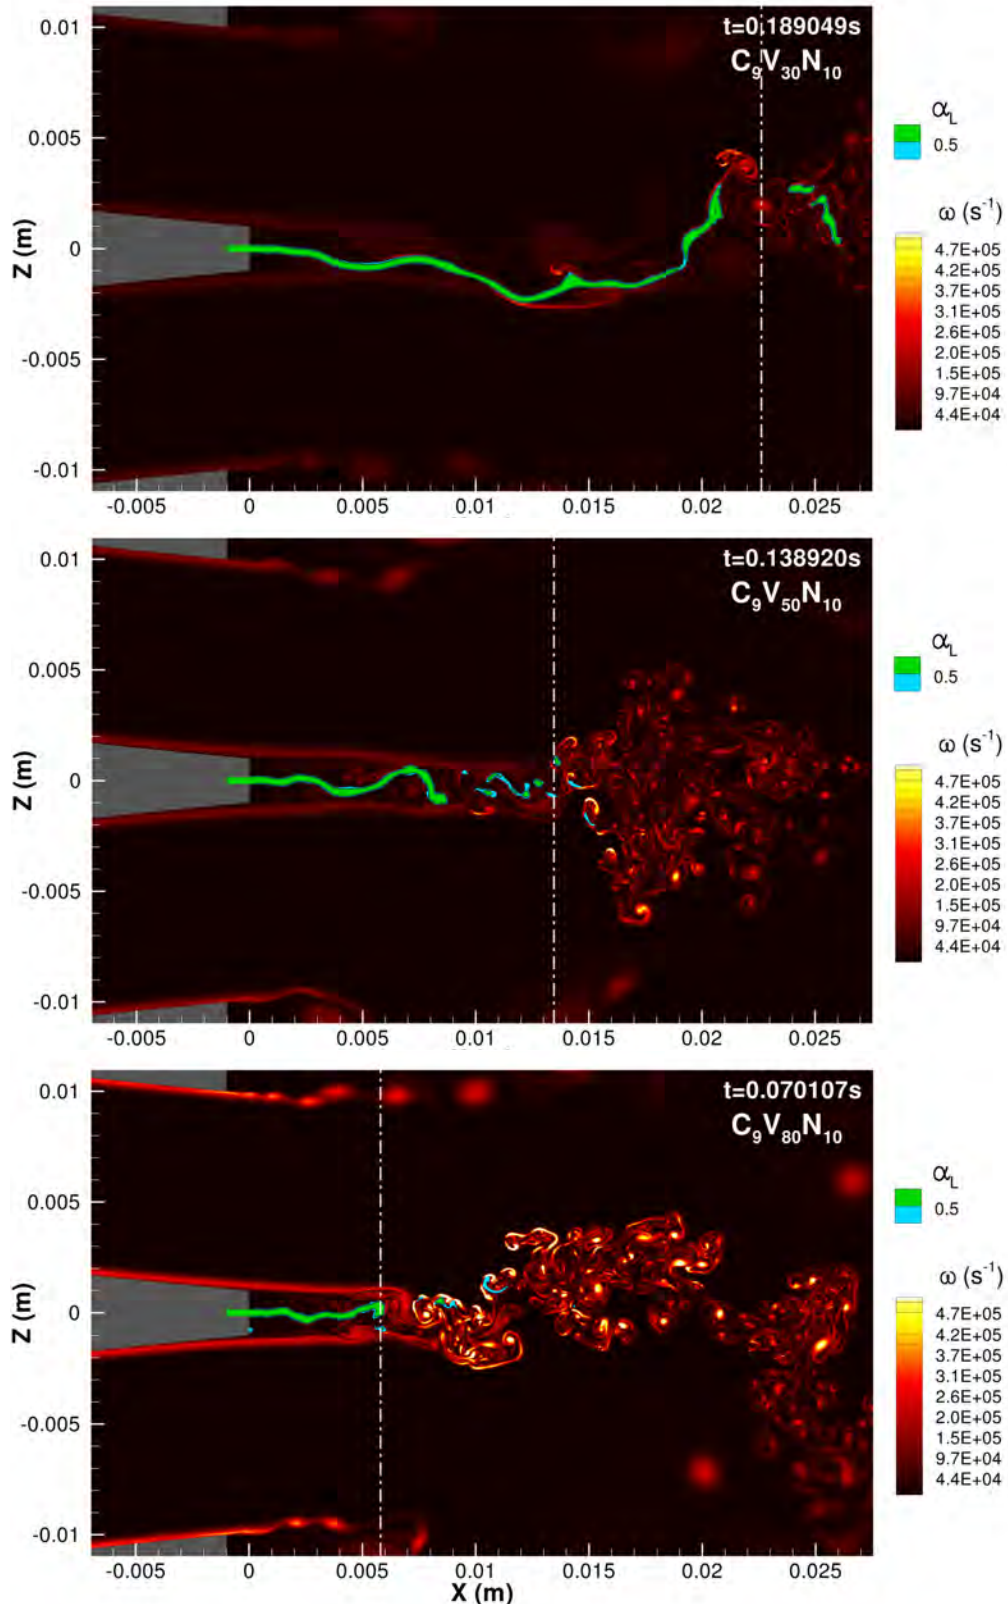 0.01
0.005
0
-0.005
-0.01
Z (m)
t=0.189049s
C₉V₃₀N₁₀
α_L
0.5
ω (s⁻¹)
4.7E+05
4.2E+05
3.7E+05
3.1E+05
2.6E+05
2.0E+05
1.5E+05
9.7E+04
4.4E+04
-0.005 0 0.005 0.01 0.015 0.02 0.025
0.01
0.005
0
-0.005
-0.01
Z (m)
t=0.138920s
C₉V₅₀N₁₀
α_L
0.5
ω (s⁻¹)
4.7E+05
4.2E+05
3.7E+05
3.1E+05
2.6E+05
2.0E+05
1.5E+05
9.7E+04
4.4E+04
-0.005 0 0.005 0.01 0.015 0.02 0.025
0.01
0.005
0
-0.005
-0.01
Z (m)
t=0.070107s
C₉V₈₀N₁₀
α_L
0.5
ω (s⁻¹)
4.7E+05
4.2E+05
3.7E+05
3.1E+05
2.6E+05
2.0E+05
1.5E+05
9.7E+04
4.4E+04
-0.005 0 0.005 0.01 0.015 0.02 0.025
X (m)